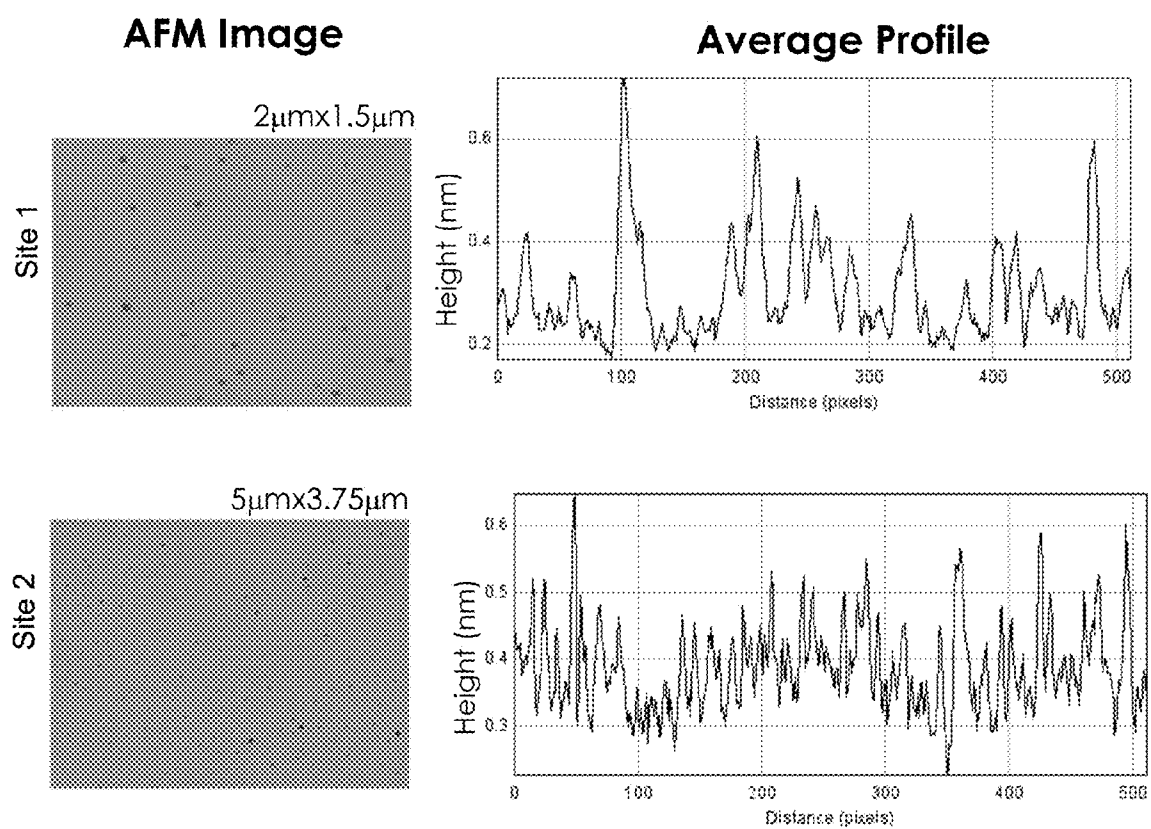 AFM Image
Average Profile
2µmx1.5µm
Site 1
Height (nm)
0.6
0.4
0.2
0 100 200 300 400 500
Distance (pixels)
5µmx3.75µm
Site 2
Height (nm)
0.6
0.5
0.4
0.3
0 100 200 300 400 500
Distance (pixels)